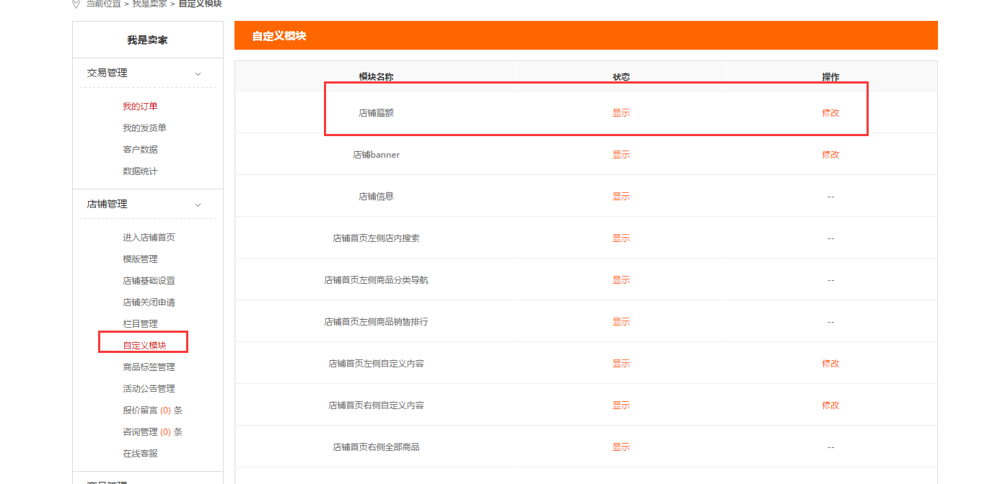 当前位置 > 我是卖家 > 自定义模块
我是卖家
交易管理
我的订单
我的发货单
客户数据
数据统计
店铺管理
进入店铺首页
模版管理
店铺基础设置
店铺关闭申请
栏目管理
自定义模块
商品标签管理
活动公告管理
报价留言 (0) 条
咨询管理 (0) 条
在线客服
自定义模块
模块名称 状态 操作
店铺匾额 显示 修改
店铺banner 显示 修改
店铺信息 显示 --
店铺首页左侧店内搜索 显示 --
店铺首页左侧商品分类导航 显示 --
店铺首页左侧商品销售排行 显示 --
店铺首页左侧自定义内容 显示 修改
店铺首页右侧自定义内容 显示 修改
店铺首页右侧全部商品 显示 --